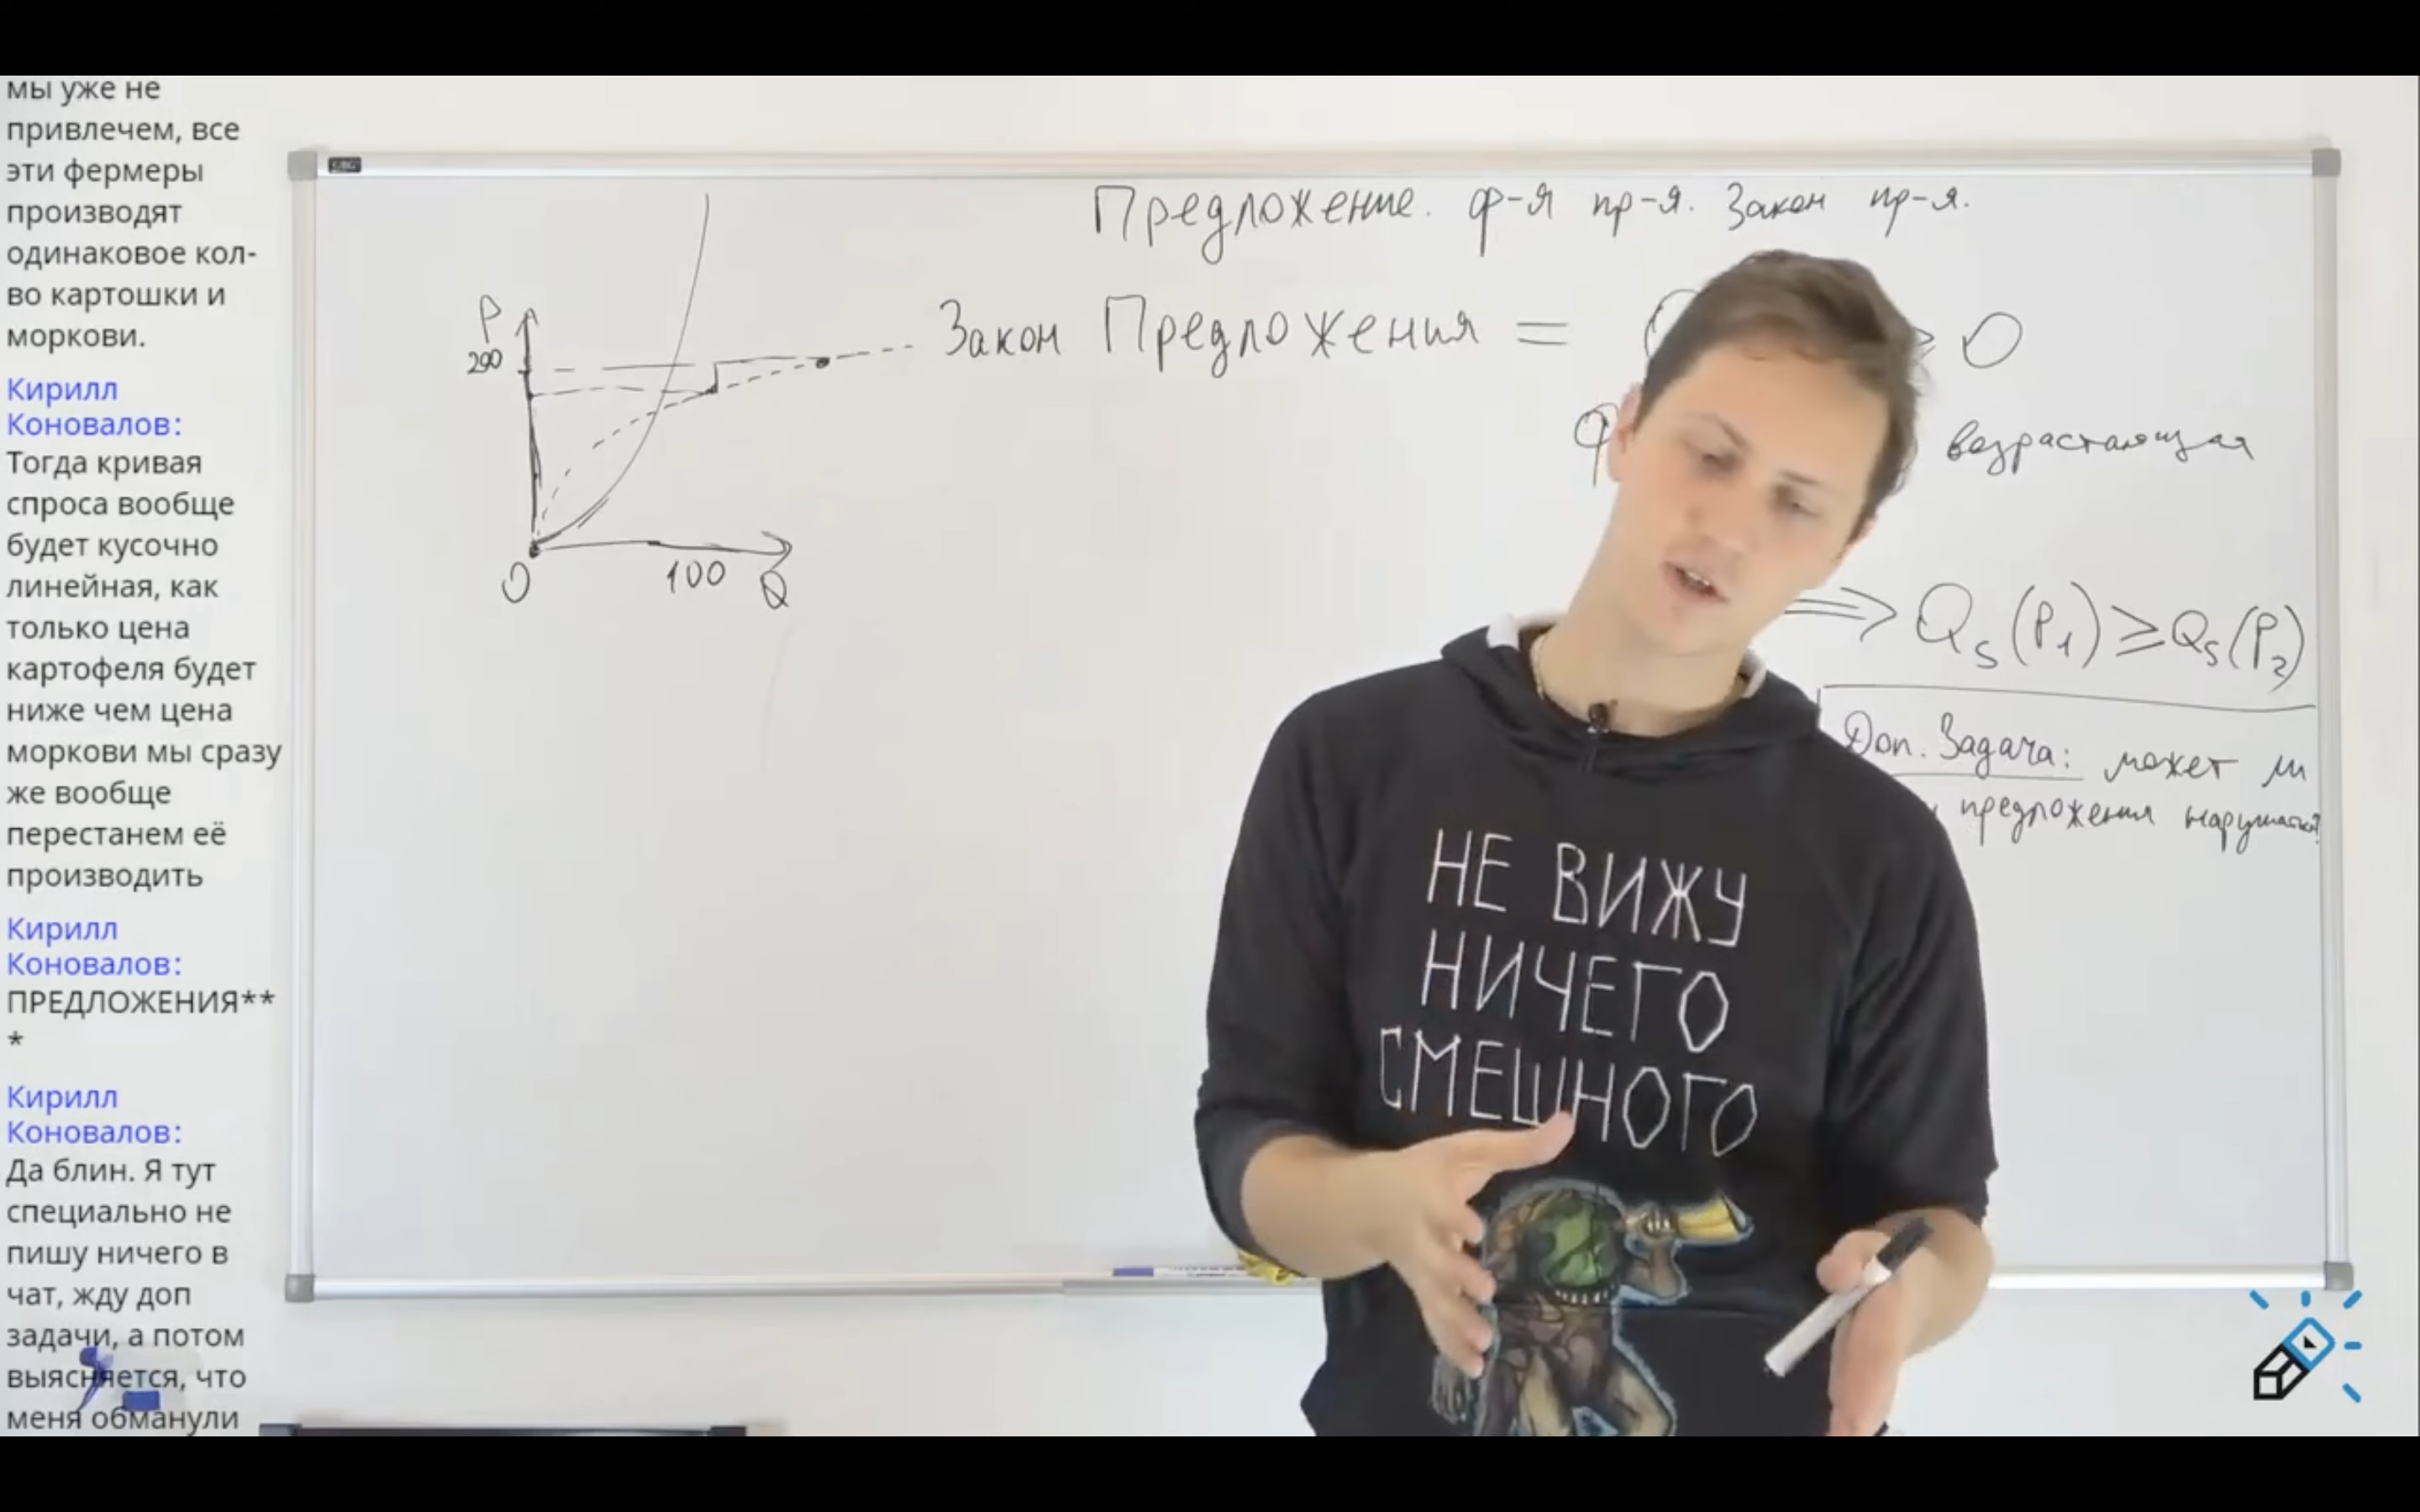 мы уже не
привлечем, все
эти фермеры
производят
одинаковое кол-
во картошки и
моркови.
Кирилл
Коновалов:
Тогда кривая
спроса вообще
будет кусочно
линейная, как
только цена
картофеля будет
ниже чем цена
моркови мы сразу
же вообще
перестанем её
производить
Кирилл
Коновалов:
ПРЕДЛОЖЕНИЯ**
*
Кирилл
Коновалов:
Да блин. Я тут
специально не
пишу ничего в
чат, жду доп
задачи, а потом
выясняется, что
меня обманули
Предложение. ф-я пр-я. Закон пр-я.
P
200
O
100 Q
Закон Предложения = 0
возрастающая
⟹ Qs(P1) ≥ Qs(P2)
Доп. Задача: может ли
предложения нарушаться?
НЕ ВИЖУ
НИЧЕГО
СМЕШНОГО